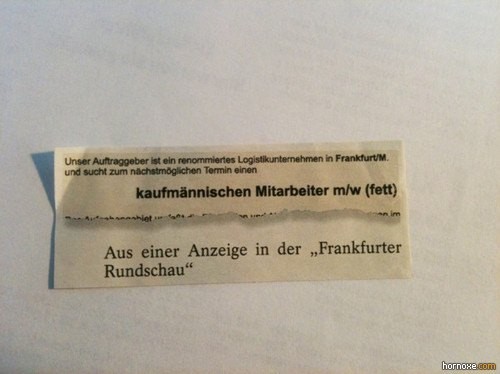 Unser Auftraggeber ist ein renommiertes Logistikunternehmen in Frankfurt/M.
und sucht zum nächstmöglichen Termin einen
kaufmännischen Mitarbeiter m/w (fett)
Aus einer Anzeige in der „Frankfurter
Rundschau“
hornoxe.com